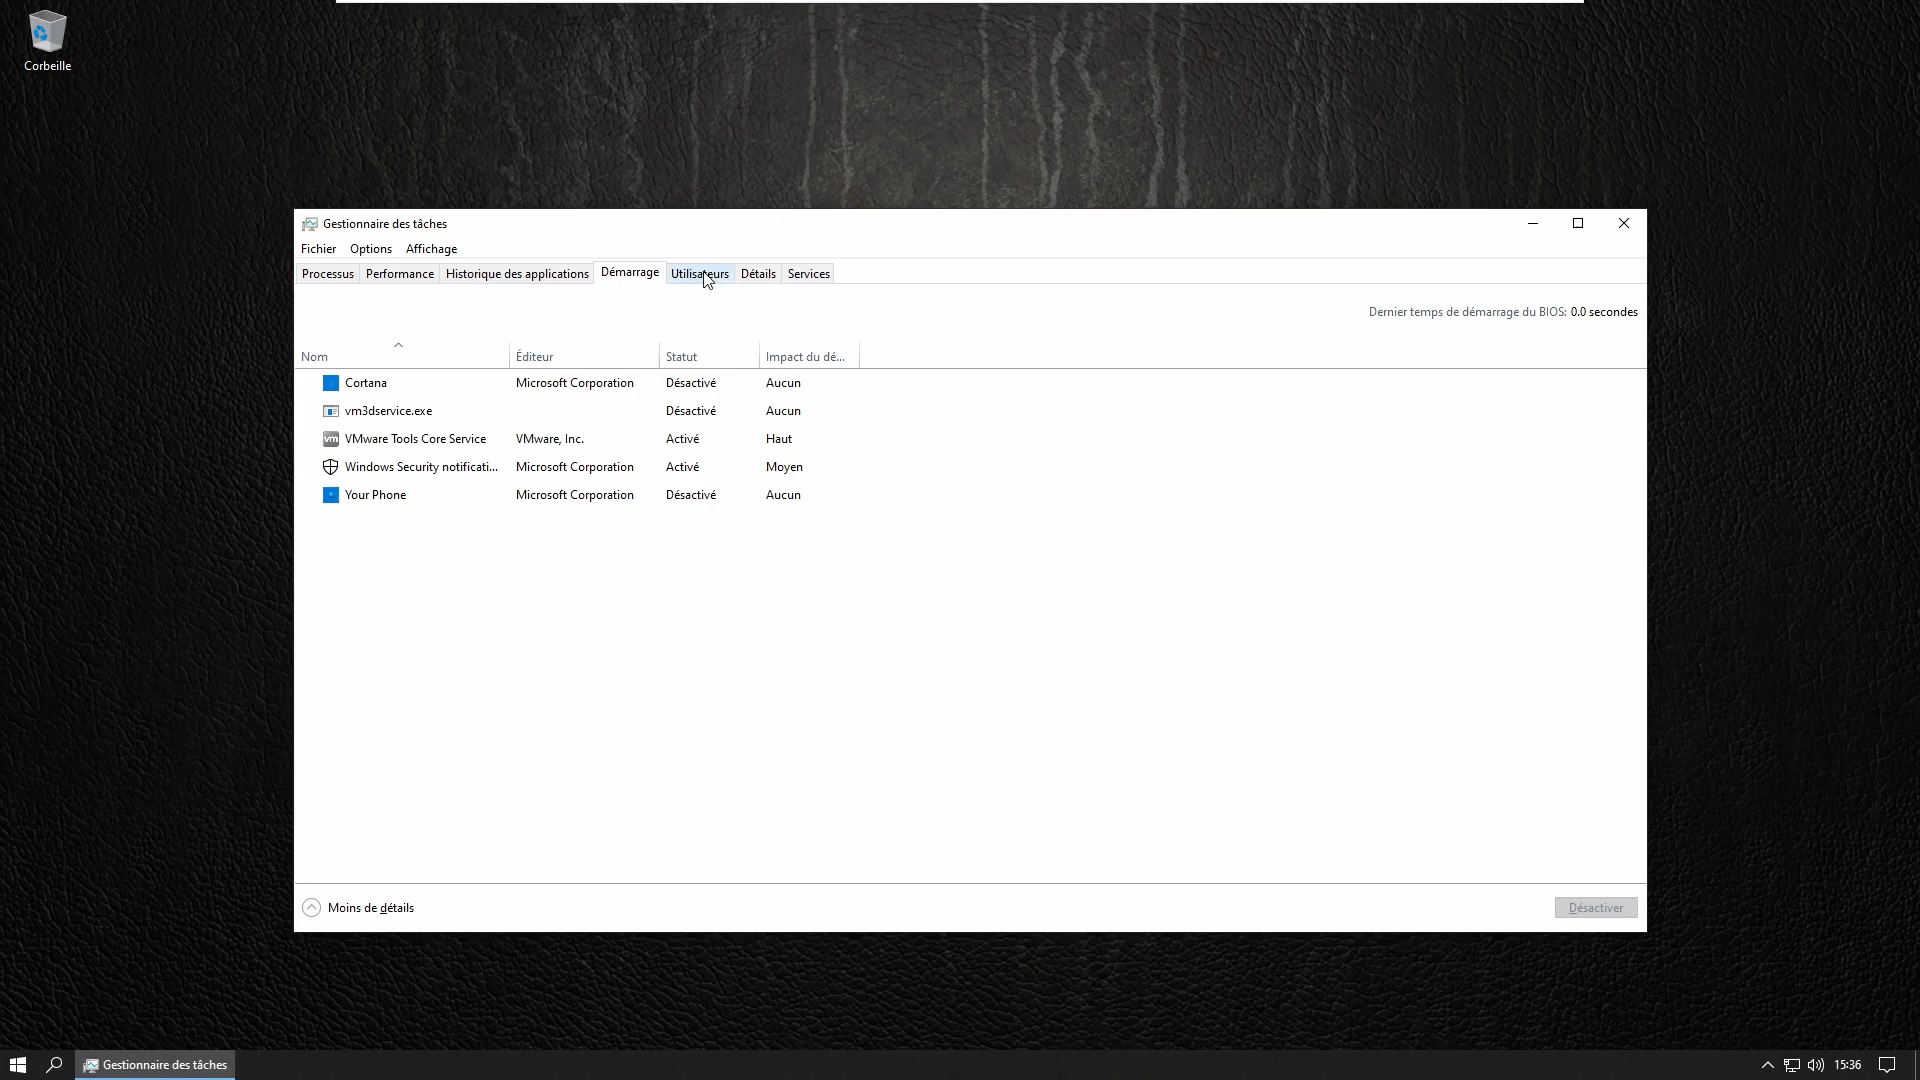 Corbeille
Gestionnaire des tâches
Fichier Options Affichage
Processus Performance Historique des applications Démarrage Utilisateurs Détails Services
Dernier temps de démarrage du BIOS: 0.0 secondes
Nom Éditeur Statut Impact du dé...
Cortana Microsoft Corporation Désactivé Aucun
vm3dservice.exe Désactivé Aucun
vm VMware Tools Core Service VMware, Inc. Activé Haut
Windows Security notificati... Microsoft Corporation Activé Moyen
Your Phone Microsoft Corporation Désactivé Aucun
Moins de détails Désactiver
Gestionnaire des tâches 15:36